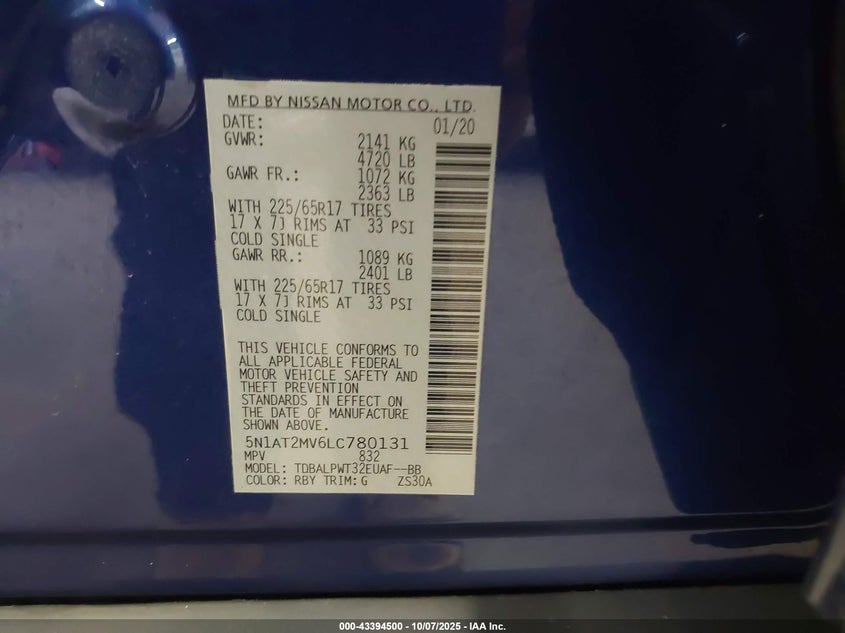 MFD BY NISSAN MOTOR CO., LTD.
DATE: 01/20
GVWR: 2141 KG
4720 LB
GAWR FR.: 1072 KG
2363 LB
WITH 225/65R17 TIRES
17 X 7J RIMS AT 33 PSI
COLD SINGLE
GAWR RR.: 1089 KG
2401 LB
WITH 225/65R17 TIRES
17 X 7J RIMS AT 33 PSI
COLD SINGLE
THIS VEHICLE CONFORMS TO
ALL APPLICABLE FEDERAL
MOTOR VEHICLE SAFETY AND
THEFT PREVENTION
STANDARDS IN EFFECT ON
THE DATE OF MANUFACTURE
SHOWN ABOVE.
5N1AT2MV6LC780131
MPV 832
MODEL: TDBALPWT32EUAF--BB
COLOR: RBY TRIM:G ZS30A
000-43394500 - 10/07/2025 - IAA Inc.